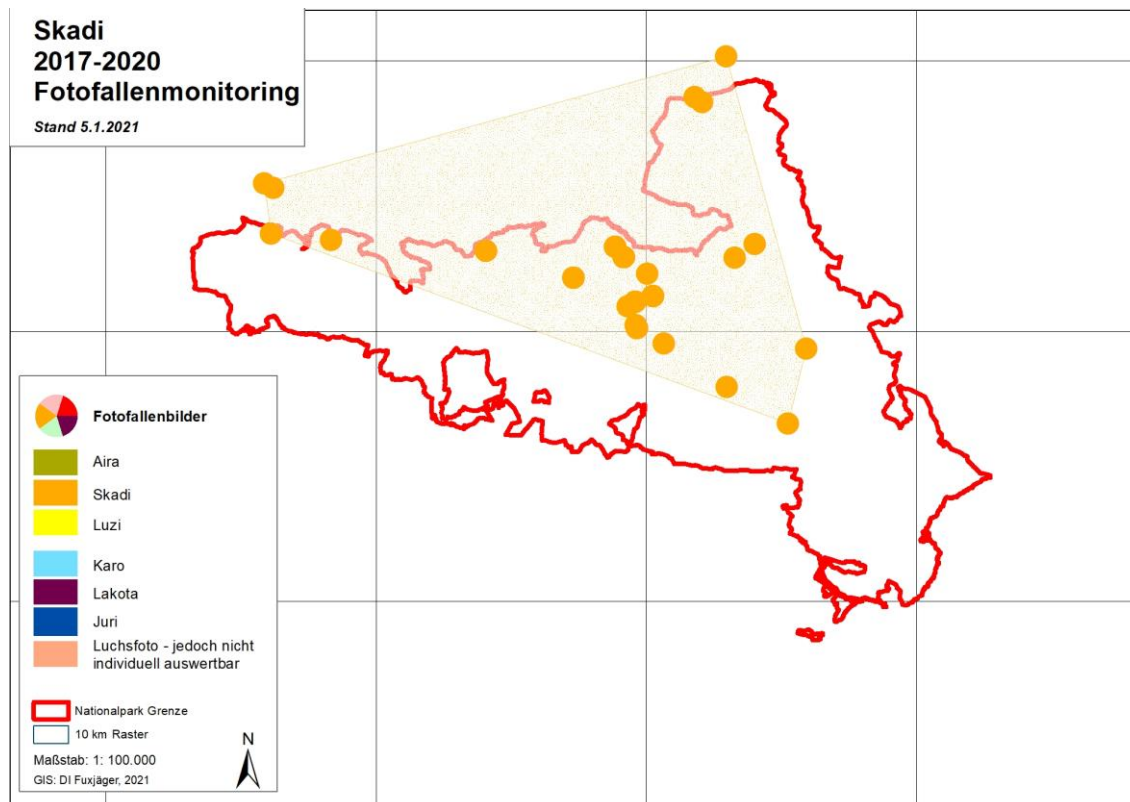 Skadi
2017-2020
Fotofallenmonitoring
Stand 5.1.2021
Fotofallenbilder
Aira
Skadi
Luzi
Karo
Lakota
Juri
Luchsfoto - jedoch nicht
individuell auswertbar
Nationalpark Grenze
10 km Raster
Maßstab: 1: 100.000
GIS: DI Fuxjäger, 2021
N